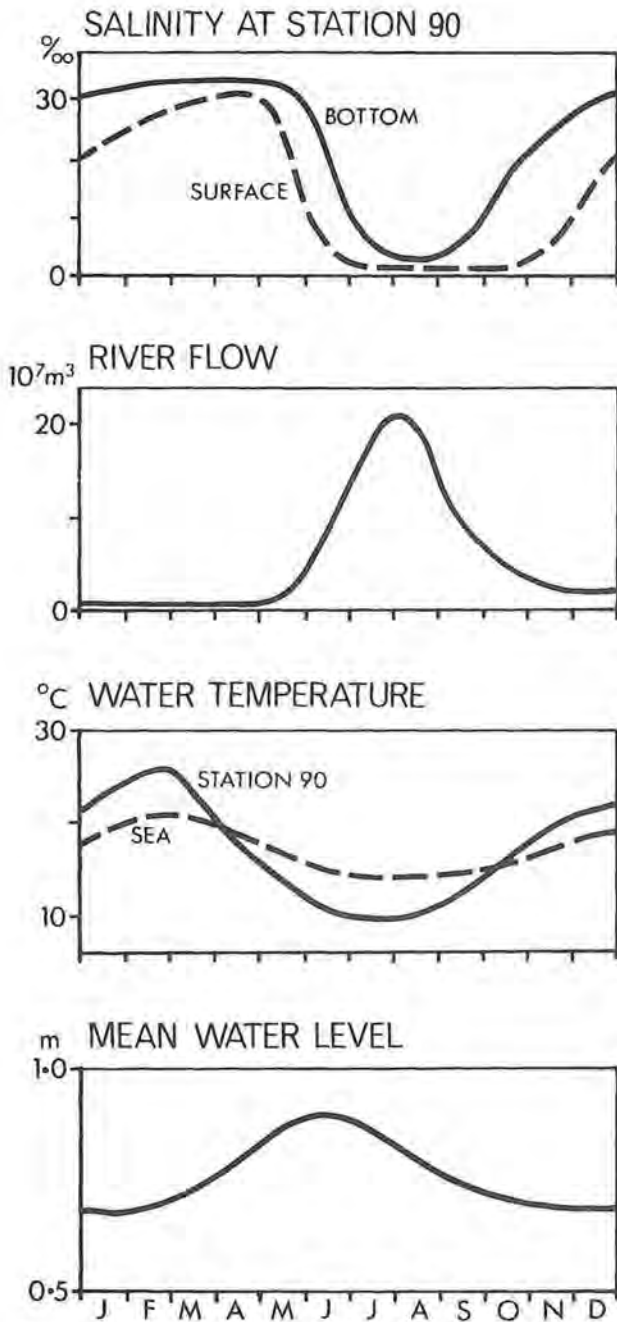 SALINITY AT STATION 90
‰
30
BOTTOM
SURFACE
0
RIVER FLOW
10⁷m³
20
0
°C WATER TEMPERATURE
30
STATION 90
SEA
10
m MEAN WATER LEVEL
1·0
0·5
J F M A M J J A S O N D